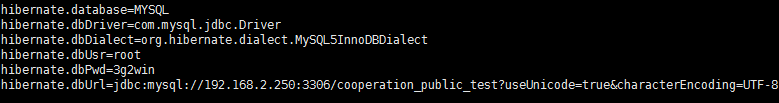 hibernate.database=MYSQL
hibernate.dbDriver=com.mysql.jdbc.Driver
hibernate.dbDialect=org.hibernate.dialect.MySQL5InnoDBDialect
hibernate.dbUsr=root
hibernate.dbPwd=3g2win
hibernate.dbUrl=jdbc:mysql://192.168.2.250:3306/cooperation_public_test?useUnicode=true&characterEncoding=UTF-8